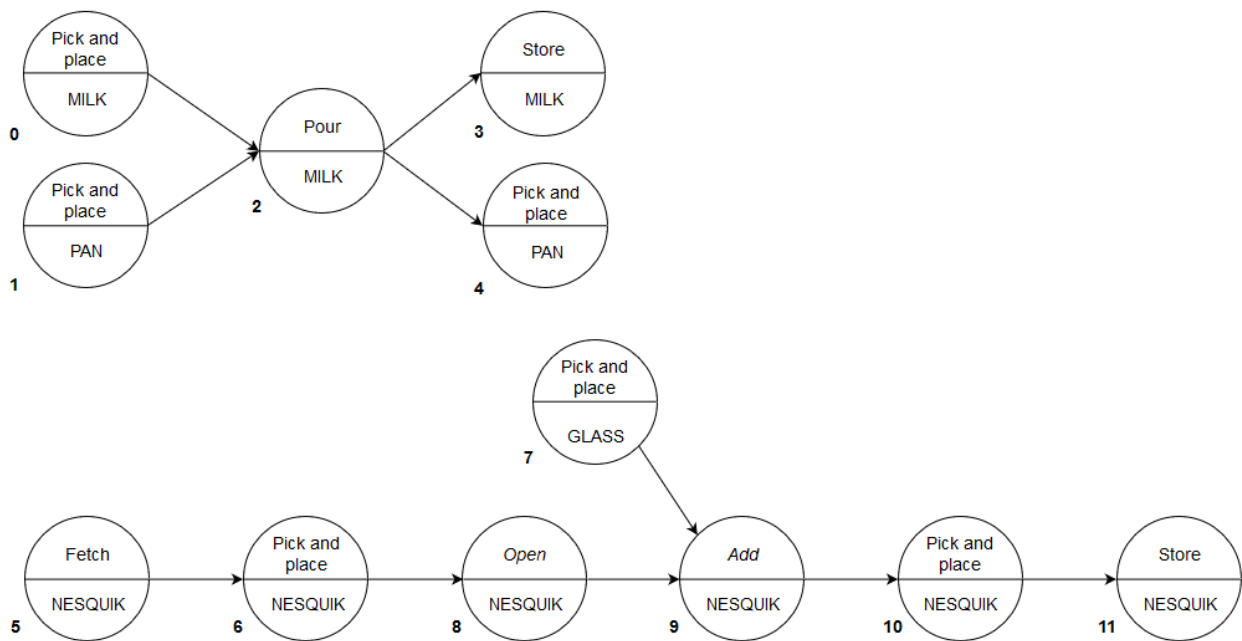 Pick and
place
MILK
0
Pick and
place
PAN
1
Pour
MILK
2
Store
MILK
3
Pick and
place
PAN
4
Fetch
NESQUIK
5
Pick and
place
NESQUIK
6
Pick and
place
GLASS
7
Open
NESQUIK
8
Add
NESQUIK
9
Pick and
place
NESQUIK
10
Store
NESQUIK
11